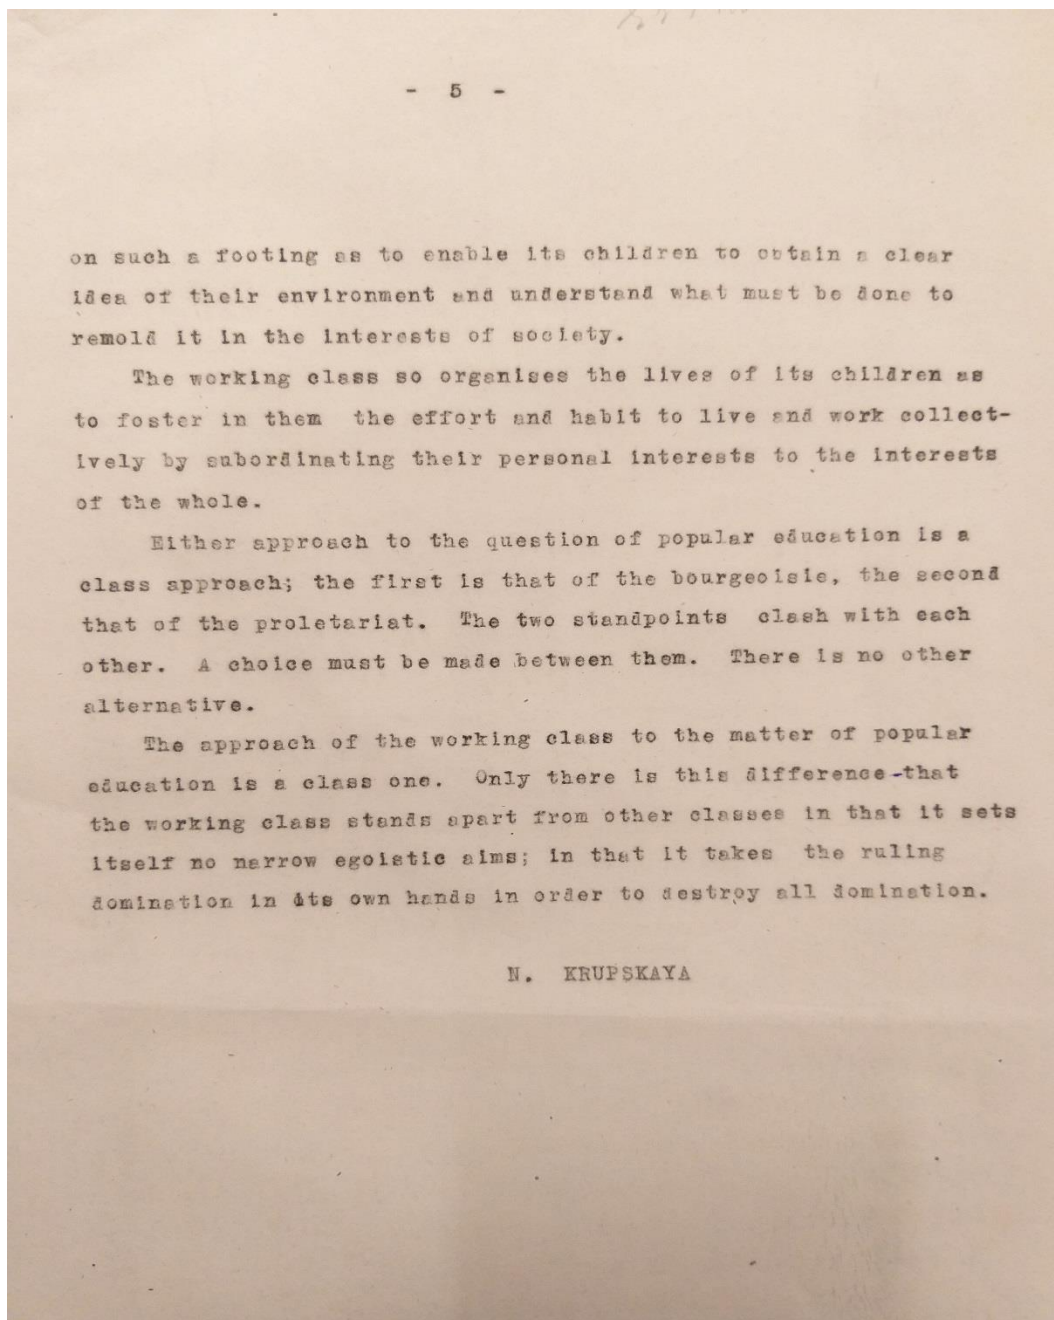 - 5 -
on such a footing as to enable its children to obtain a clear
idea of their environment and understand what must be done to
remold it in the interests of society.
The working class so organises the lives of its children as
to foster in them the effort and habit to live and work collect-
ively by subordinating their personal interests to the interests
of the whole.
Either approach to the question of popular education is a
class approach; the first is that of the bourgeoisie, the second
that of the proletariat. The two standpoints clash with each
other. A choice must be made between them. There is no other
alternative.
The approach of the working class to the matter of popular
education is a class one. Only there is this difference-that
the working class stands apart from other classes in that it sets
itself no narrow egoistic aims; in that it takes the ruling
domination in its own hands in order to destroy all domination.
N. KRUPSKAYA